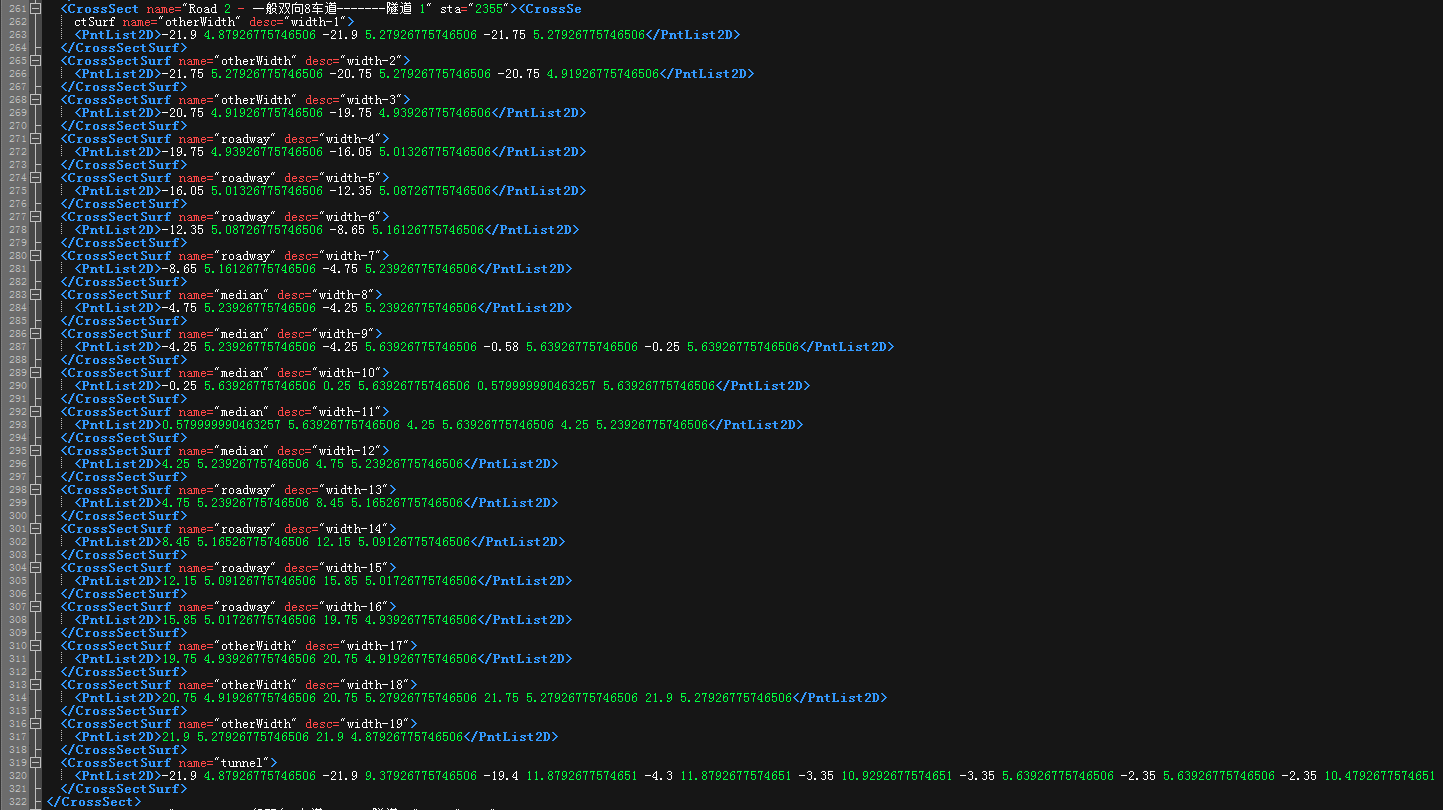 261 <CrossSect name="Road 2 - 一般双向8车道-------隧道 1" sta="2355"><CrossSe
262 ctSurf name="otherWidth" desc="width-1">
263 <PntList2D>-21.9 4.87926775746506 -21.9 5.27926775746506 -21.75 5.27926775746506</PntList2D>
264 </CrossSectSurf>
265 <CrossSectSurf name="otherWidth" desc="width-2">
266 <PntList2D>-21.75 5.27926775746506 -20.75 5.27926775746506 -20.75 4.91926775746506</PntList2D>
267 </CrossSectSurf>
268 <CrossSectSurf name="otherWidth" desc="width-3">
269 <PntList2D>-20.75 4.91926775746506 -19.75 4.93926775746506</PntList2D>
270 </CrossSectSurf>
271 <CrossSectSurf name="roadway" desc="width-4">
272 <PntList2D>-19.75 4.93926775746506 -16.05 5.01326775746506</PntList2D>
273 </CrossSectSurf>
274 <CrossSectSurf name="roadway" desc="width-5">
275 <PntList2D>-16.05 5.01326775746506 -12.35 5.08726775746506</PntList2D>
276 </CrossSectSurf>
277 <CrossSectSurf name="roadway" desc="width-6">
278 <PntList2D>-12.35 5.08726775746506 -8.65 5.16126775746506</PntList2D>
279 </CrossSectSurf>
280 <CrossSectSurf name="roadway" desc="width-7">
281 <PntList2D>-8.65 5.16126775746506 -4.75 5.23926775746506</PntList2D>
282 </CrossSectSurf>
283 <CrossSectSurf name="median" desc="width-8">
284 <PntList2D>-4.75 5.23926775746506 -4.25 5.23926775746506</PntList2D>
285 </CrossSectSurf>
286 <CrossSectSurf name="median" desc="width-9">
287 <PntList2D>-4.25 5.23926775746506 -4.25 5.63926775746506 -0.58 5.63926775746506 -0.25 5.63926775746506</PntList2D>
288 </CrossSectSurf>
289 <CrossSectSurf name="median" desc="width-10">
290 <PntList2D>-0.25 5.63926775746506 0.25 5.63926775746506 0.579999990463257 5.63926775746506</PntList2D>
291 </CrossSectSurf>
292 <CrossSectSurf name="median" desc="width-11">
293 <PntList2D>0.579999990463257 5.63926775746506 4.25 5.63926775746506 4.25 5.23926775746506</PntList2D>
294 </CrossSectSurf>
295 <CrossSectSurf name="median" desc="width-12">
296 <PntList2D>4.25 5.23926775746506 4.75 5.23926775746506</PntList2D>
297 </CrossSectSurf>
298 <CrossSectSurf name="roadway" desc="width-13">
299 <PntList2D>4.75 5.23926775746506 8.45 5.16526775746506</PntList2D>
300 </CrossSectSurf>
301 <CrossSectSurf name="roadway" desc="width-14">
302 <PntList2D>8.45 5.16526775746506 12.15 5.09126775746506</PntList2D>
303 </CrossSectSurf>
304 <CrossSectSurf name="roadway" desc="width-15">
305 <PntList2D>12.15 5.09126775746506 15.85 5.01726775746506</PntList2D>
306 </CrossSectSurf>
307 <CrossSectSurf name="roadway" desc="width-16">
308 <PntList2D>15.85 5.01726775746506 19.75 4.93926775746506</PntList2D>
309 </CrossSectSurf>
310 <CrossSectSurf name="otherWidth" desc="width-17">
311 <PntList2D>19.75 4.93926775746506 20.75 4.91926775746506</PntList2D>
312 </CrossSectSurf>
313 <CrossSectSurf name="otherWidth" desc="width-18">
314 <PntList2D>20.75 4.91926775746506 20.75 5.27926775746506 21.75 5.27926775746506 21.9 5.27926775746506</PntList2D>
315 </CrossSectSurf>
316 <CrossSectSurf name="otherWidth" desc="width-19">
317 <PntList2D>21.9 5.27926775746506 21.9 4.87926775746506</PntList2D>
318 </CrossSectSurf>
319 <CrossSectSurf name="tunnel">
320 <PntList2D>-21.9 4.87926775746506 -21.9 9.37926775746506 -19.4 11.8792677574651 -4.3 11.8792677574651 -3.35 10.9292677574651 -3.35 5.63926775746506 -2.35 5.63926775746506 -2.35 10.4792677574651
321 </CrossSectSurf>
322 </CrossSect>